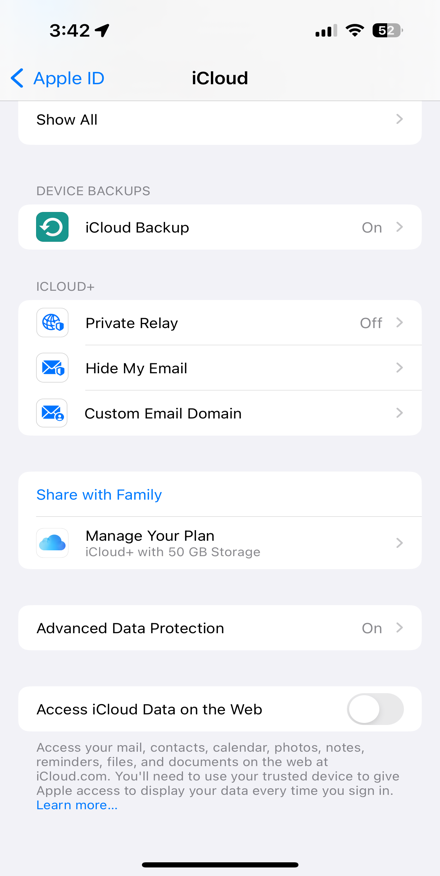 3:42
52
Apple ID
iCloud
Show All
DEVICE BACKUPS
iCloud Backup
On
ICLOUD+
Private Relay
Off
Hide My Email
Custom Email Domain
Share with Family
Manage Your Plan
iCloud+ with 50 GB Storage
Advanced Data Protection
On
Access iCloud Data on the Web
Access your mail, contacts, calendar, photos, notes,
reminders, files, and documents on the web at
iCloud.com. You'll need to use your trusted device to give
Apple access to display your data every time you sign in.
Learn more...